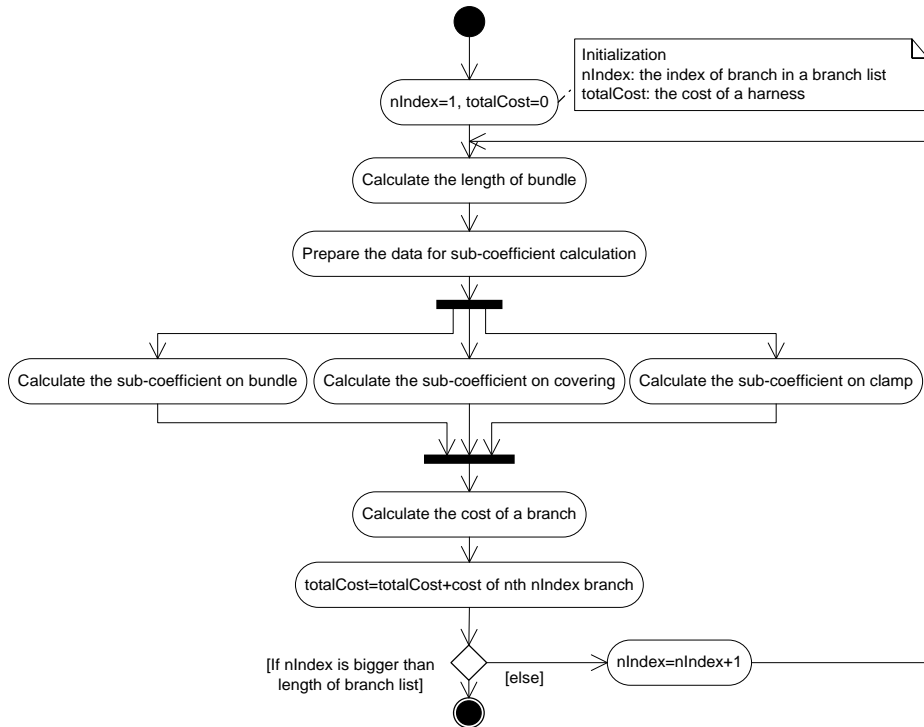 Initialization
nIndex: the index of branch in a branch list
totalCost: the cost of a harness
nIndex=1, totalCost=0
Calculate the length of bundle
Prepare the data for sub-coefficient calculation
Calculate the sub-coefficient on bundle
Calculate the sub-coefficient on covering
Calculate the sub-coefficient on clamp
Calculate the cost of a branch
totalCost=totalCost+cost of nth nIndex branch
[If nIndex is bigger than
length of branch list]
[else]
nIndex=nIndex+1